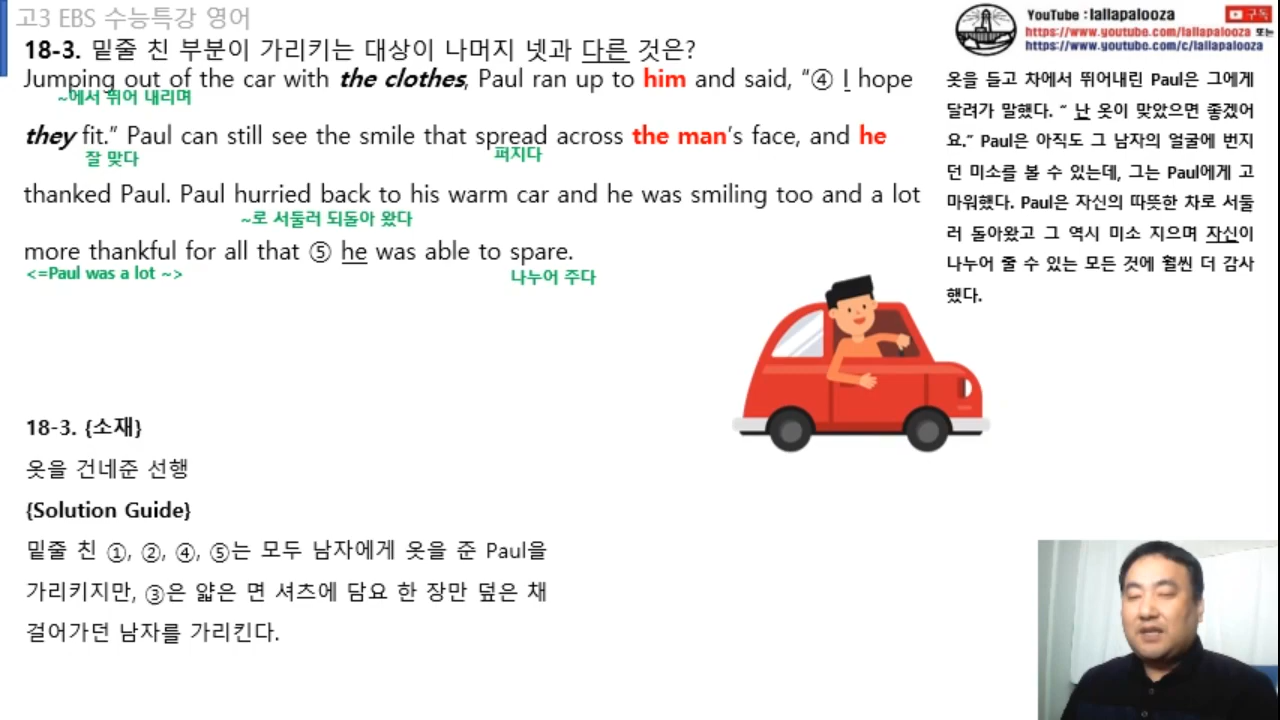 고3 EBS 수능특강 영어
YouTube : lallapalooza
구독
https://www.youtube.com/lallapalooza 또는
https://www.youtube.com/c/lallapalooza
18-3. 밑줄 친 부분이 가리키는 대상이 나머지 넷과 다른 것은?
Jumping out of the car with the clothes, Paul ran up to him and said, “④ I hope
~에서 뛰어 내리며
they fit.” Paul can still see the smile that spread across the man’s face, and he
잘 맞다
퍼지다
thanked Paul. Paul hurried back to his warm car and he was smiling too and a lot
~로 서둘러 되돌아 왔다
more thankful for all that ⑤ he was able to spare.
<=Paul was a lot ~>
나누어 주다
옷을 들고 차에서 뛰어내린 Paul은 그에게
달려가 말했다. “ 난 옷이 맞았으면 좋겠어
요.” Paul은 아직도 그 남자의 얼굴에 번지
던 미소를 볼 수 있는데, 그는 Paul에게 고
마워했다. Paul은 자신의 따뜻한 차로 서둘
러 돌아왔고 그 역시 미소 지으며 자신이
나누어 줄 수 있는 모든 것에 훨씬 더 감사
했다.
18-3. {소재}
옷을 건네준 선행
{Solution Guide}
밑줄 친 ①, ②, ④, ⑤는 모두 남자에게 옷을 준 Paul을
가리키지만, ③은 얇은 면 셔츠에 담요 한 장만 덮은 채
걸어가던 남자를 가리킨다.